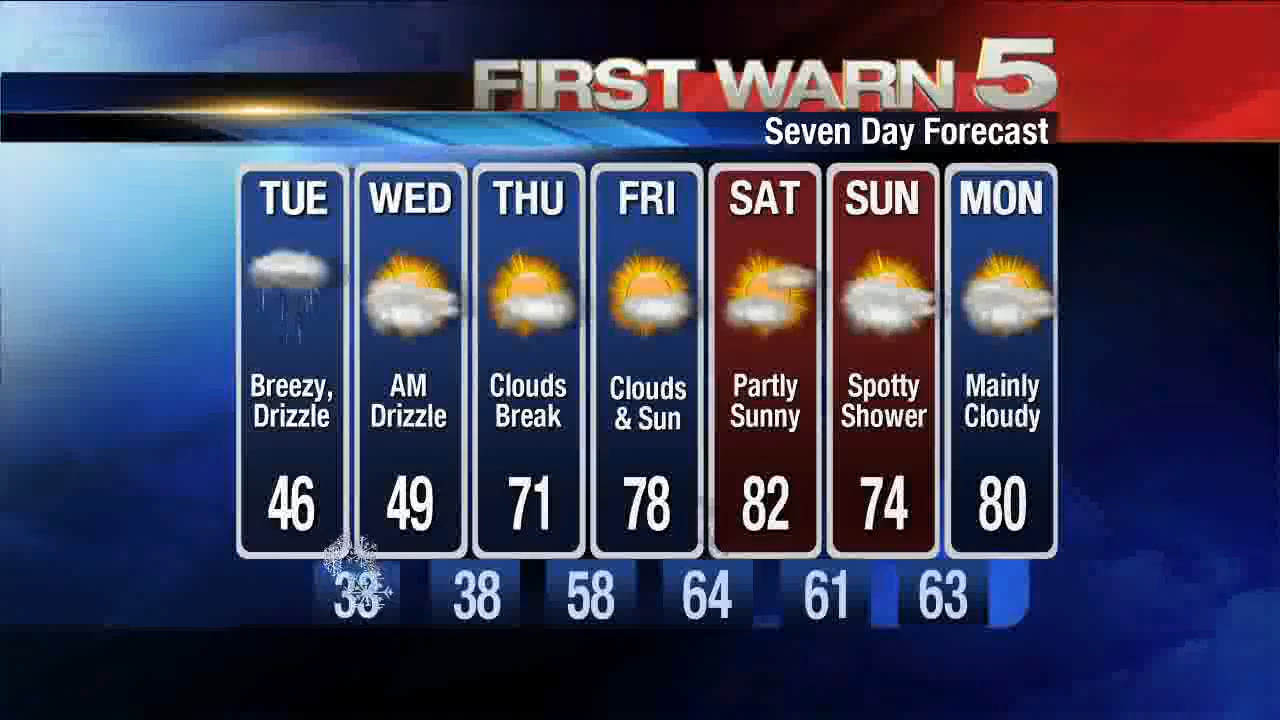 FIRST WARN 5
Seven Day Forecast
TUE WED THU FRI SAT SUN MON
Breezy, AM Clouds Clouds Partly Spotty Mainly
Drizzle Drizzle Break & Sun Sunny Shower Cloudy
46 49 71 78 82 74 80
33 38 58 64 61 63